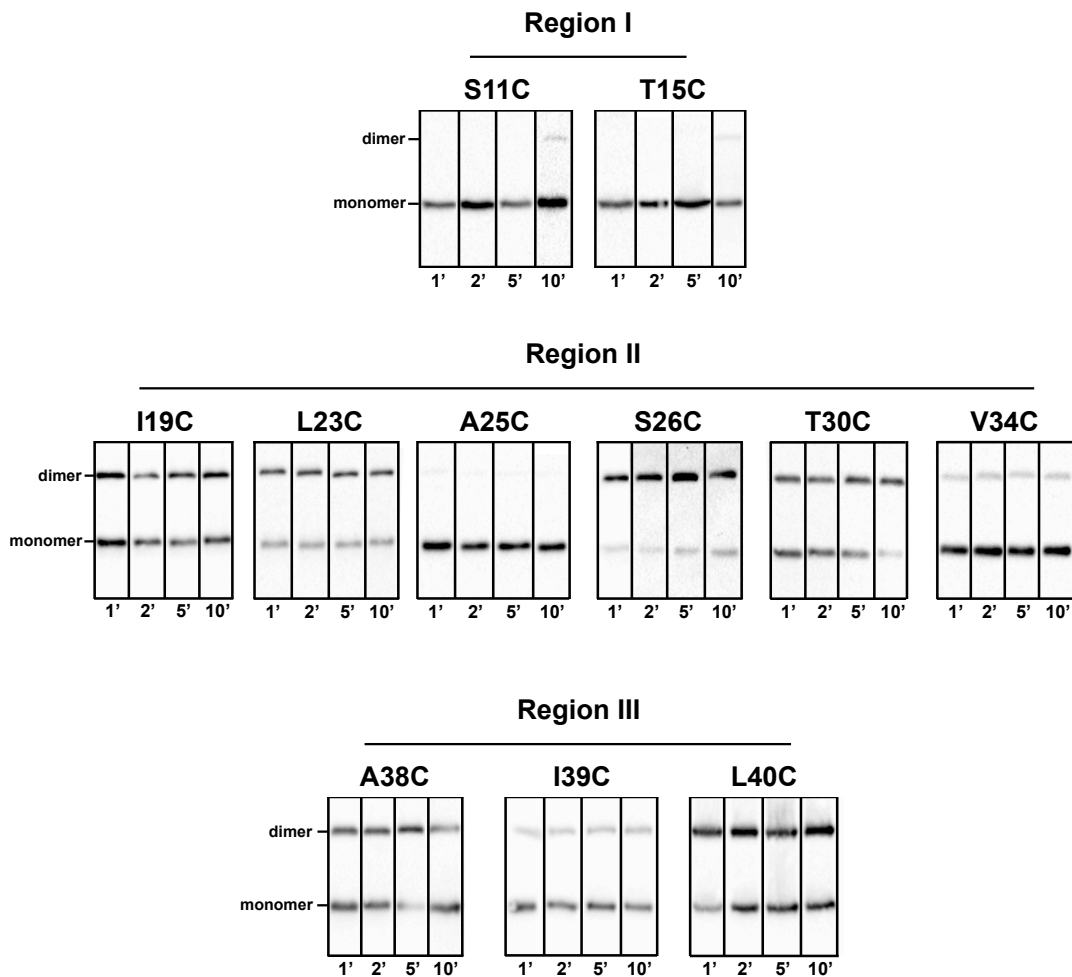 Region I
S11C T15C
dimer
monomer
1’ 2’ 5’ 10’ 1’ 2’ 5’ 10’
Region II
I19C L23C A25C S26C T30C V34C
dimer
monomer
1’ 2’ 5’ 10’ 1’ 2’ 5’ 10’ 1’ 2’ 5’ 10’ 1’ 2’ 5’ 10’ 1’ 2’ 5’ 10’ 1’ 2’ 5’ 10’
Region III
A38C I39C L40C
dimer
monomer
1’ 2’ 5’ 10’ 1’ 2’ 5’ 10’ 1’ 2’ 5’ 10’